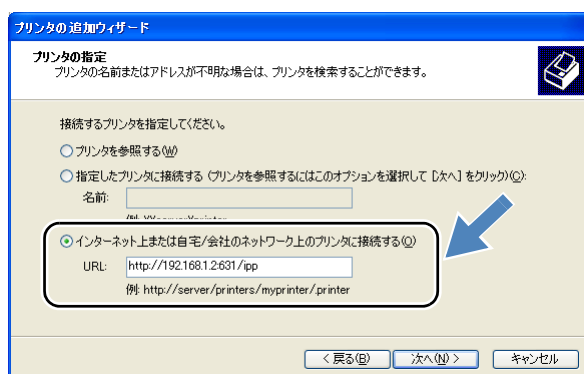 プリンタの追加ウィザード
プリンタの指定
プリンタの名前またはアドレスが不明な場合は、プリンタを検索することができます。
接続するプリンタを指定してください。
プリンタを参照する(W)
指定したプリンタに接続する (プリンタを参照するにはこのオプションを選択して [次へ] をクリック)(C):
名前:
インターネット上または自宅/会社のネットワーク上のプリンタに接続する(O)
URL: http://192.168.1.2:631/ipp
例: http://server/printers/myprinter/.printer
< 戻る(B) 次へ(N) > キャンセル